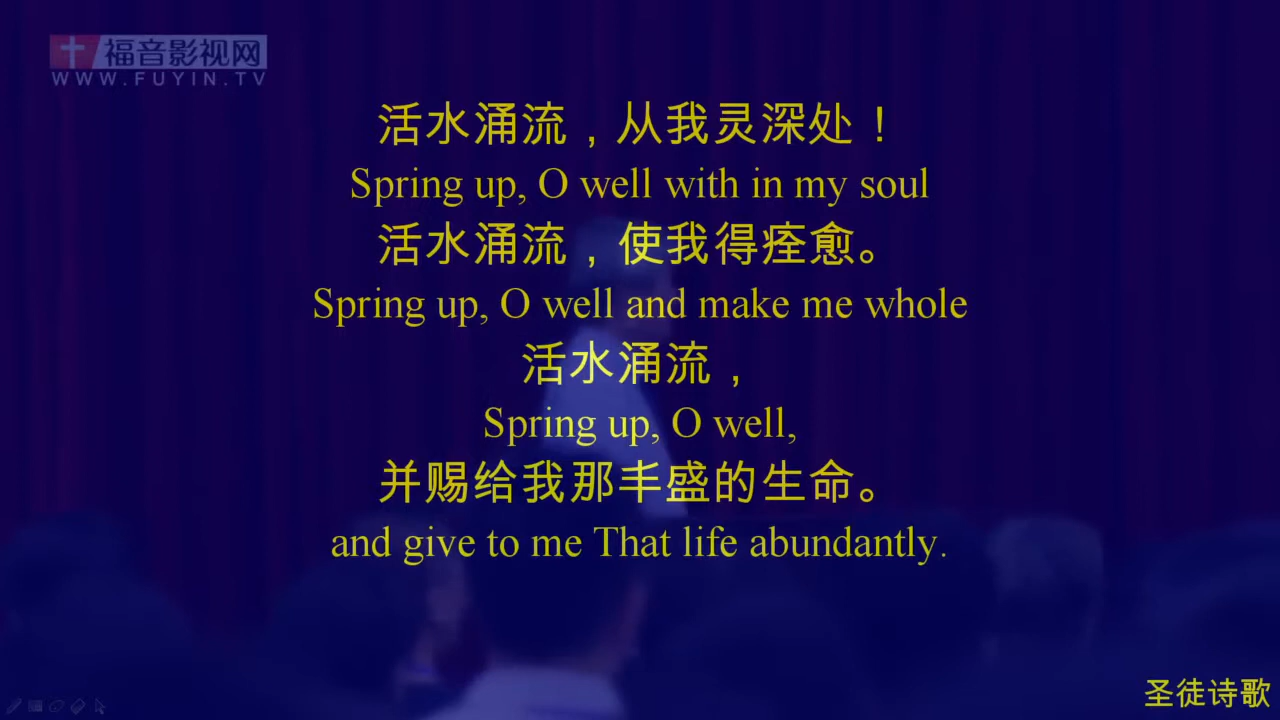 福音影视网
WWW.FUYIN.TV
活水涌流，从我灵深处！
Spring up, O well with in my soul
活水涌流，使我得痊愈。
Spring up, O well and make me whole
活水涌流，
Spring up, O well,
并赐给我那丰盛的生命。
and give to me That life abundantly.
圣徒诗歌